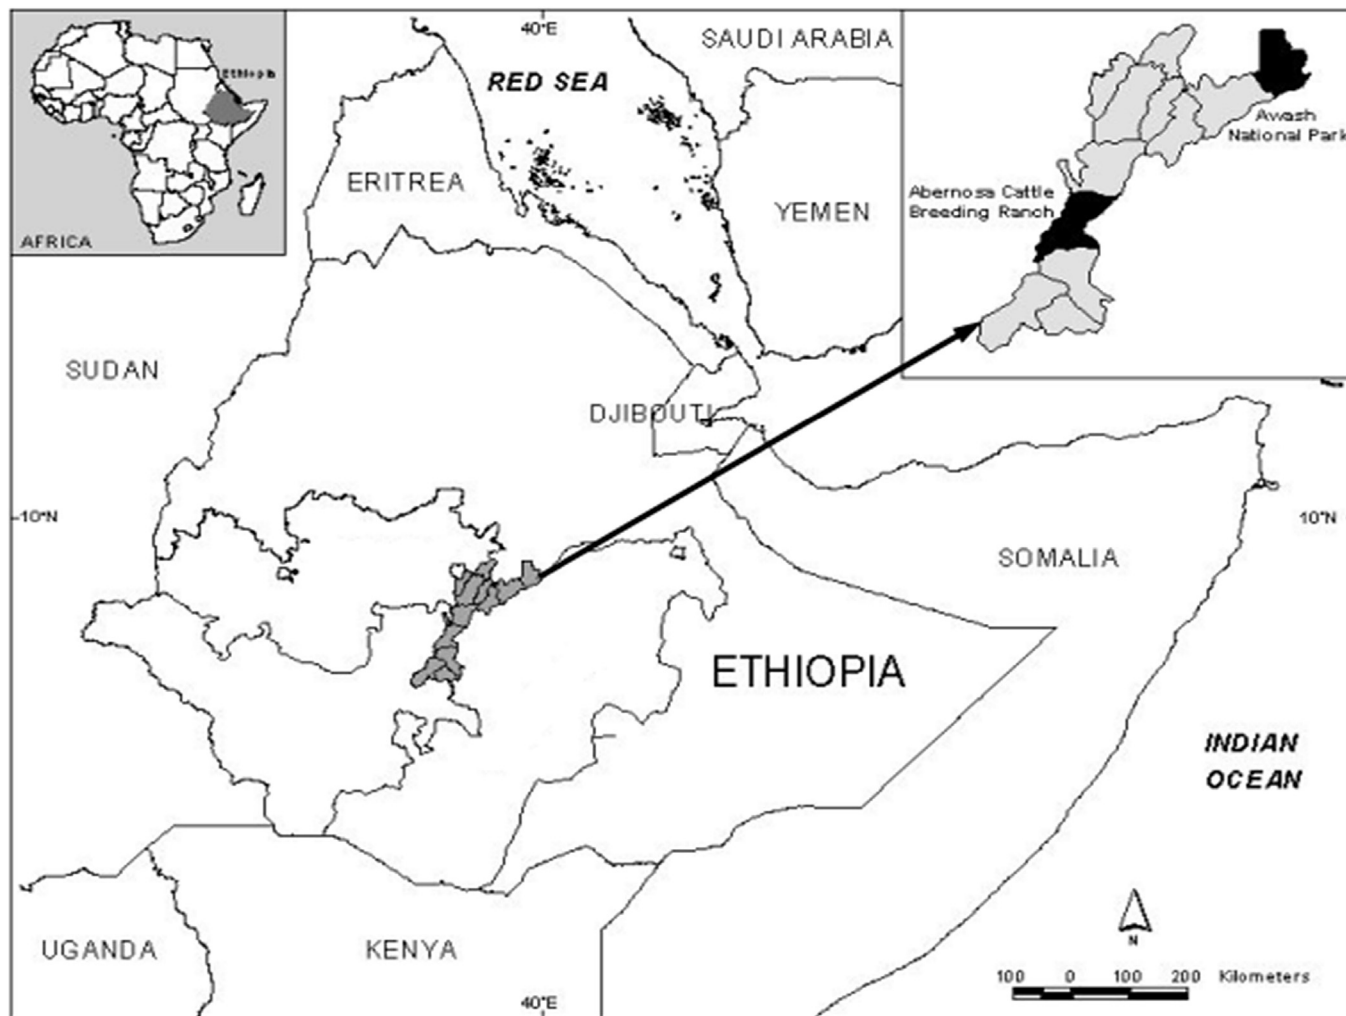 40°E
SAUDI ARABIA
RED SEA
Ethiopia
Awash
National Park
ERITREA
Abernosa Cattle
Breeding Ranch
YEMEN
AFRICA
SUDAN
DJIBOUTI
10°N
10°N
SOMALIA
ETHIOPIA
INDIAN
OCEAN
N
UGANDA
KENYA
100 0 100 200 Kilometers
40°E